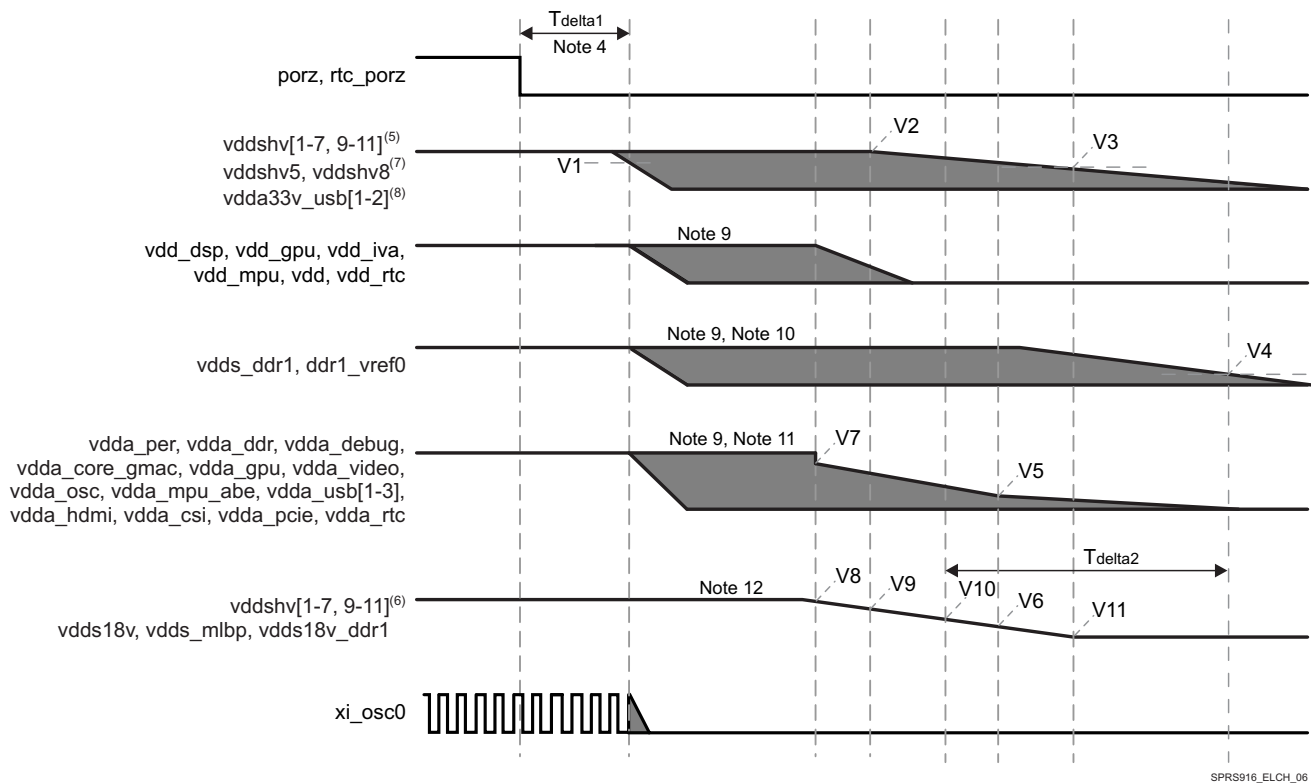 Tdelta1
Note 4
porz, rtc_porz
vddshv[1-7, 9-11](5)
vddshv5, vddshv8(7)
vdda33v_usb[1-2](8)
V1
V2
V3
Note 9
vdd_dsp, vdd_gpu, vdd_iva,
vdd_mpu, vdd, vdd_rtc
Note 9, Note 10
vdds_ddr1, ddr1_vref0
V4
Note 9, Note 11
V7
V5
vdda_per, vdda_ddr, vdda_debug,
vdda_core_gmac, vdda_gpu, vdda_video,
vdda_osc, vdda_mpu_abe, vdda_usb[1-3],
vdda_hdmi, vdda_csi, vdda_pcie, vdda_rtc
Tdelta2
Note 12
V8
V9
V10
V6
V11
vddshv[1-7, 9-11](6)
vdds18v, vdds_mlbp, vdds18v_ddr1
xi_osc0
SPRS916_ELCH_06